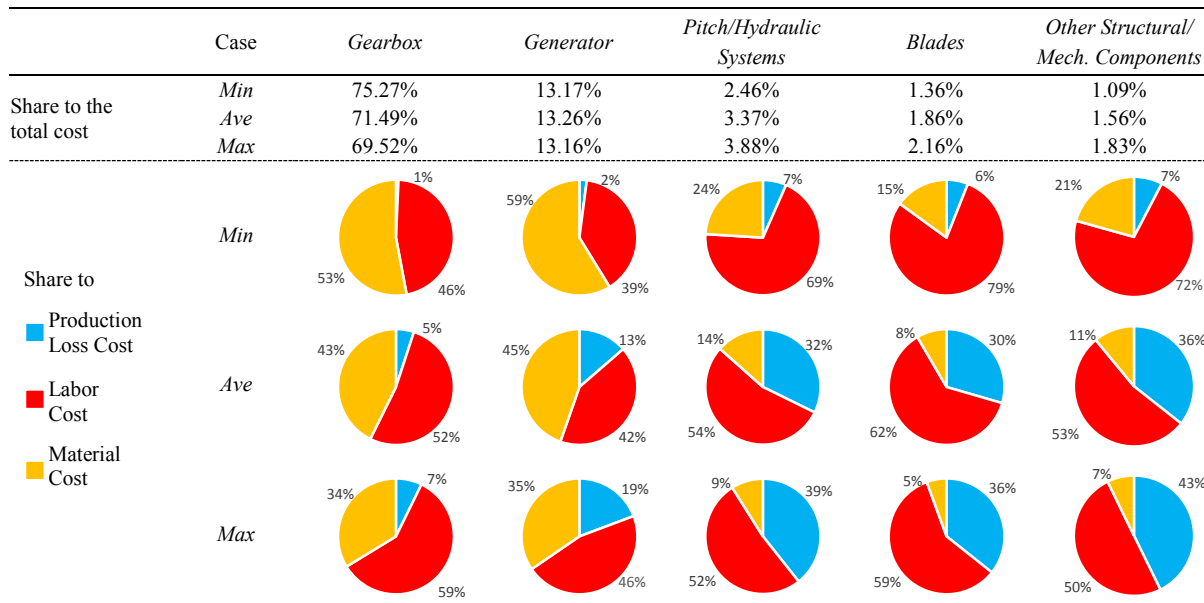 Case Gearbox Generator Pitch/Hydraulic Systems Blades Other Structural/ Mech. Components
Share to the total cost
Min 75.27% 13.17% 2.46% 1.36% 1.09%
Ave 71.49% 13.26% 3.37% 1.86% 1.56%
Max 69.52% 13.16% 3.88% 2.16% 1.83%
Share to
Production
Loss Cost
Labor
Cost
Material
Cost
Min
1% 46% 53%
2% 39% 59%
7% 69% 24%
6% 79% 15%
7% 72% 21%
Ave
5% 52% 43%
13% 42% 45%
32% 54% 14%
30% 62% 8%
36% 53% 11%
Max
7% 59% 34%
19% 46% 35%
39% 52% 9%
36% 59% 5%
43% 50% 7%